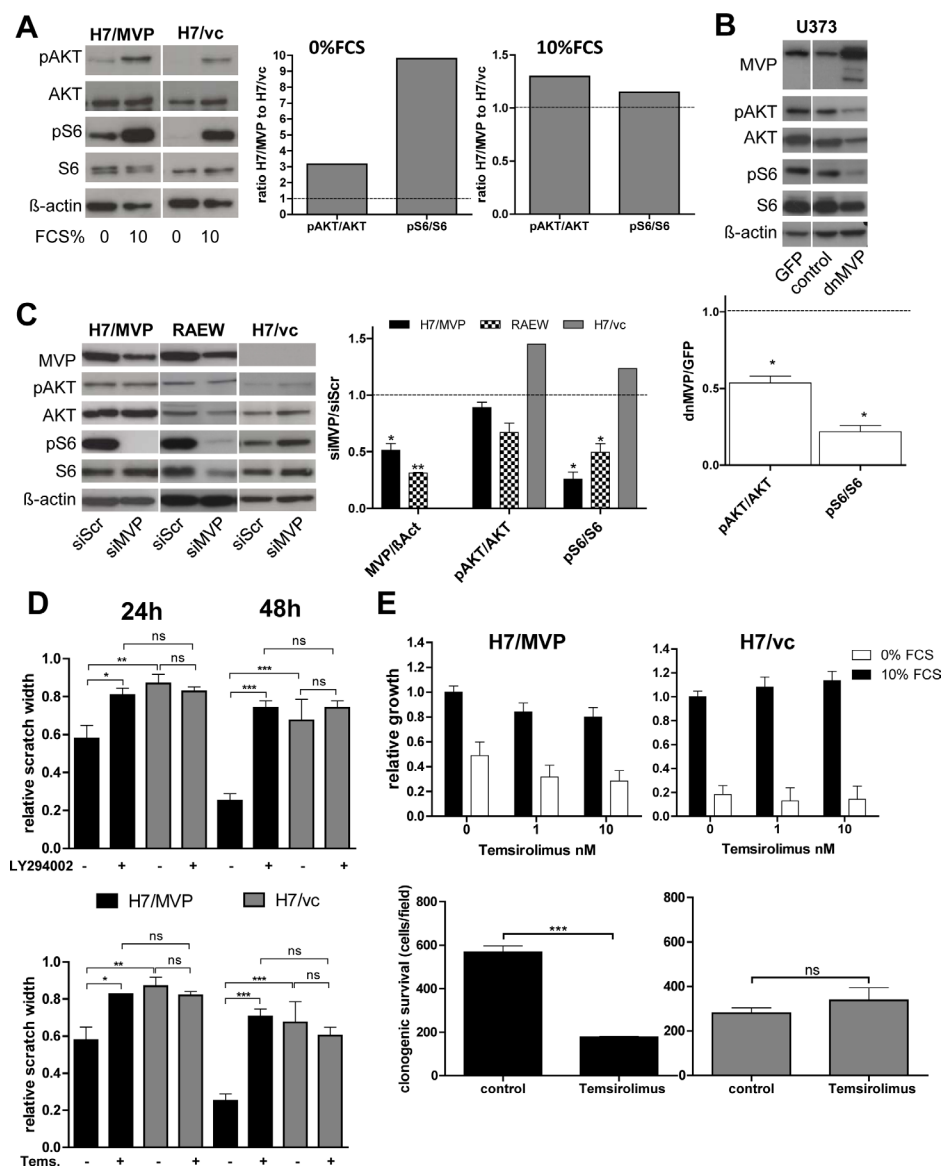 A
H7/MVP H7/vc
pAKT
AKT
pS6
S6
ß-actin
FCS% 0 10 0 10
0%FCS
ratio H7/MVP to H7/vc
10
9
8
7
6
5
4
3
2
1
0
pAKT/AKT pS6/S6
10%FCS
ratio H7/MVP to H7/vc
1.5
1.0
0.5
0.0
pAKT/AKT pS6/S6
B
U373
MVP
pAKT
AKT
pS6
S6
ß-actin
GFP control dnMVP
dnMVP/GFP
1.0
0.5
0.0
*
*
pAKT/AKT pS6/S6
C
H7/MVP RAEW H7/vc
MVP
pAKT
AKT
pS6
S6
ß-actin
siScr siMVP siScr siMVP siScr siMVP
H7/MVP RAEW H7/vc
siMVP/siScr
1.5
1.0
0.5
0.0
* ** * *
MVP/ßAct pAKT/AKT pS6/S6
D
24h 48h
relative scratch width
1.0
0.8
0.6
0.4
0.2
0.0
ns ns
** ns *** ns
* ***
LY294002 - + - + - + - +
H7/MVP H7/vc
relative scratch width
1.0
0.8
0.6
0.4
0.2
0.0
ns ns
** ns *** ns
* ***
Tems. - + - + - + - +
E
H7/MVP H7/vc
0% FCS
10% FCS
relative growth
1.4
1.2
1.0
0.8
0.6
0.4
0.2
0.0
0 1 10
Temsirolimus nM
1.4
1.2
1.0
0.8
0.6
0.4
0.2
0.0
0 1 10
Temsirolimus nM
clonogenic survival (cells/field)
800
600
400
200
0
***
control Temsirolimus
800
600
400
200
0
ns
control Temsirolimus